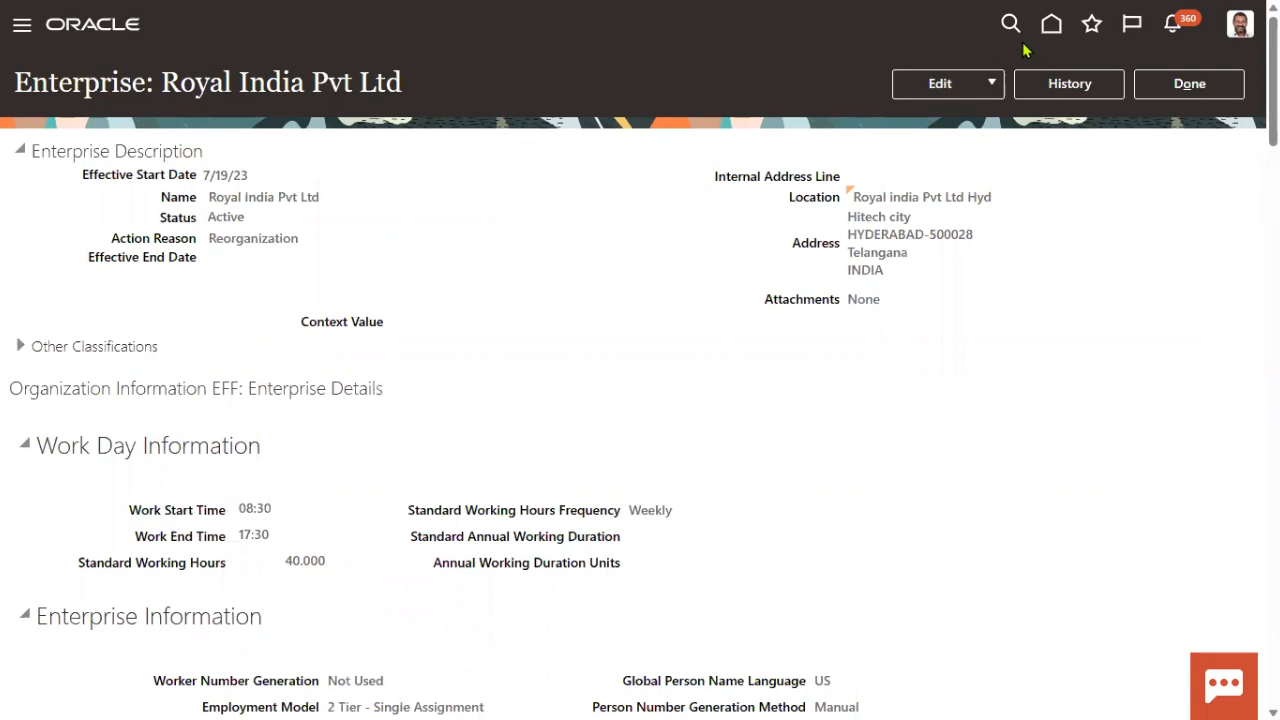 ORACLE
360
Enterprise: Royal India Pvt Ltd
Edit
History
Done
Enterprise Description
Effective Start Date 7/19/23
Name Royal india Pvt Ltd
Status Active
Action Reason Reorganization
Effective End Date
Internal Address Line
Location Royal india Pvt Ltd Hyd
Address Hitech city
HYDERABAD-500028
Telangana
INDIA
Attachments None
Context Value
Other Classifications
Organization Information EFF: Enterprise Details
Work Day Information
Work Start Time 08:30
Work End Time 17:30
Standard Working Hours 40.000
Standard Working Hours Frequency Weekly
Standard Annual Working Duration
Annual Working Duration Units
Enterprise Information
Worker Number Generation Not Used
Employment Model 2 Tier - Single Assignment
Global Person Name Language US
Person Number Generation Method Manual